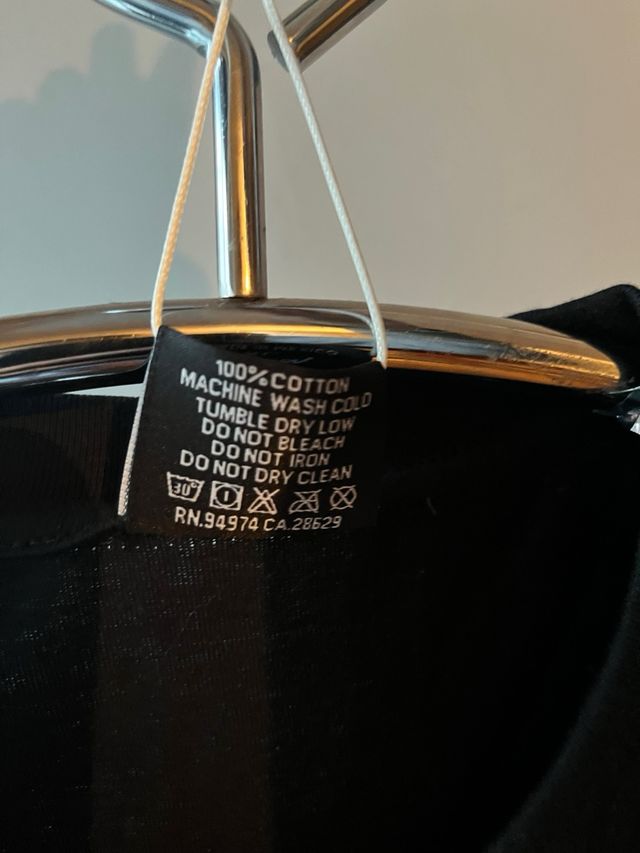 100% COTTON
MACHINE WASH COLD
TUMBLE DRY LOW
DO NOT BLEACH
DO NOT IRON
DO NOT DRY CLEAN
30°
RN.94974 CA.28629